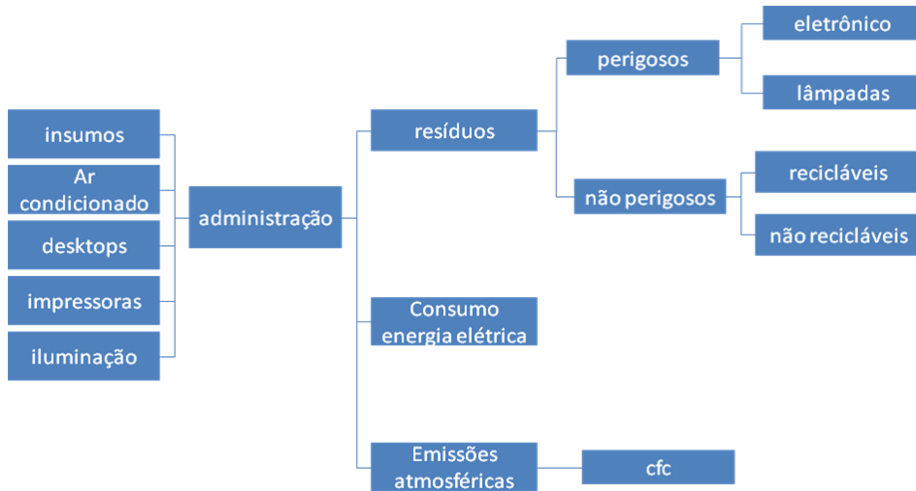 insumos
Ar
condicionado
desktops
impressoras
iluminação
administração
resíduos
perigosos
eletrônico
lâmpadas
não perigosos
recicláveis
não recicláveis
Consumo
energia elétrica
Emissões
atmosféricas
cfc